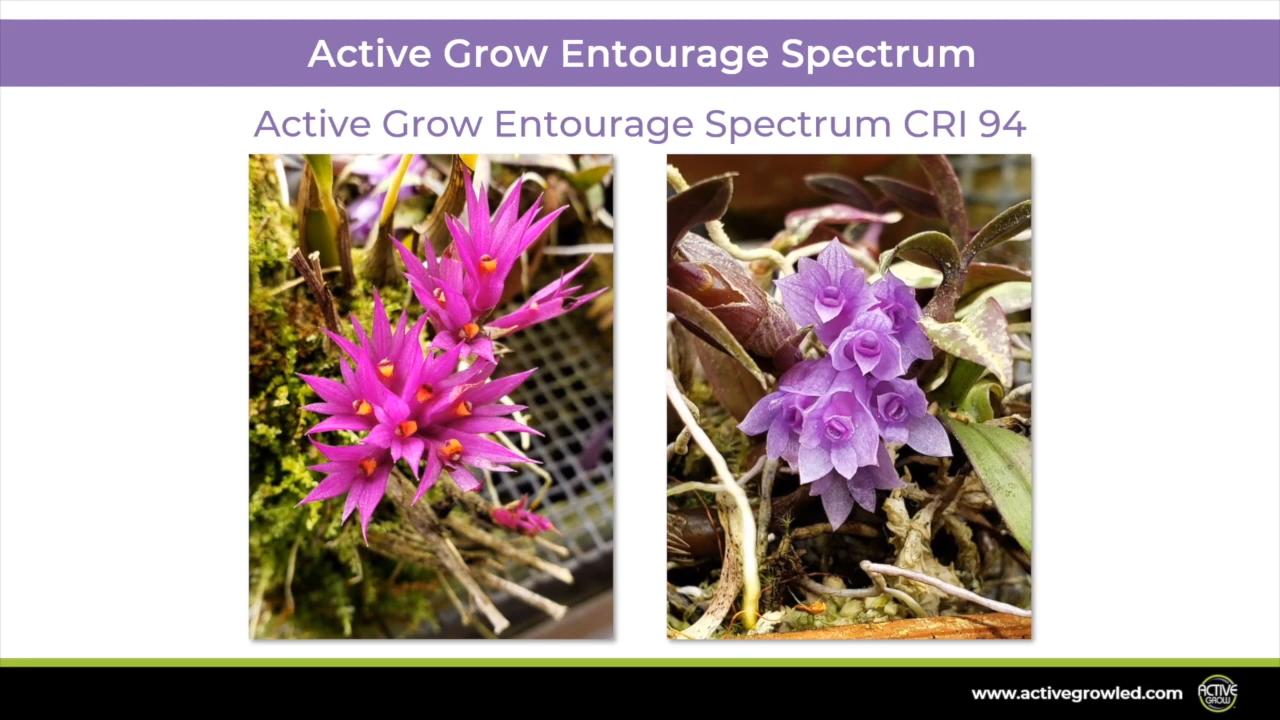 Active Grow Entourage Spectrum
Active Grow Entourage Spectrum CRI 94
www.activegrowled.com
ACTIVE
GROW